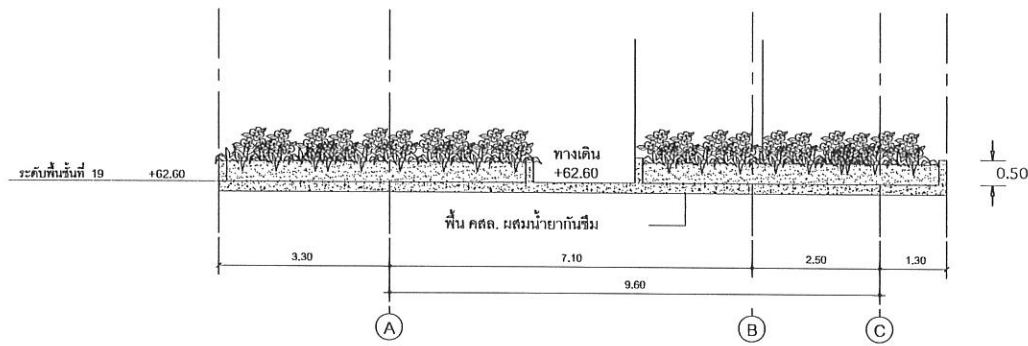 ทางเดิน
ระดับพื้นชั้นที่ 19 +62.60 +62.60 0.50
พื้น คสล. ผสมน้ำยากันซึม
3.30 7.10 2.50 1.30
9.60
A B C